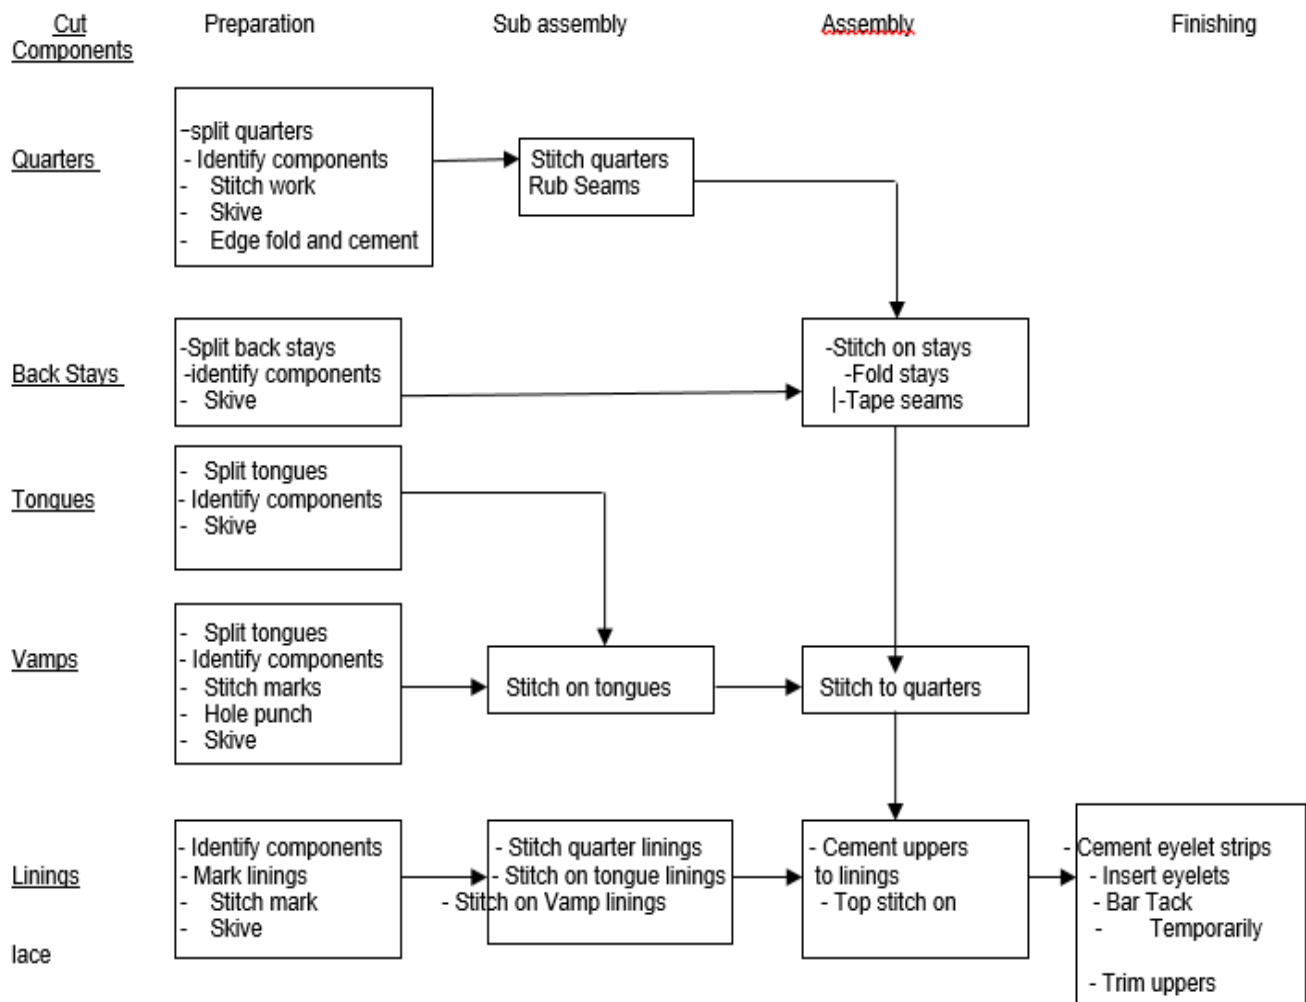 Cut
Components
Preparation
Sub assembly
Assembly
Finishing
Quarters
-split quarters
- Identify components
- Stitch work
- Skive
- Edge fold and cement
Stitch quarters
Rub Seams
Back Stays
-Split back stays
-identify components
- Skive
-Stitch on stays
-Fold stays
|-Tape seams
Tongues
- Split tongues
- Identify components
- Skive
Vamps
- Split tongues
- Identify components
- Stitch marks
- Hole punch
- Skive
Stitch on tongues
Stitch to quarters
Linings
- Identify components
- Mark linings
- Stitch mark
- Skive
- Stitch quarter linings
- Stitch on tongue linings
- Stitch on Vamp linings
- Cement uppers
to linings
- Top stitch on
- Cement eyelet strips
- Insert eyelets
- Bar Tack
- Temporarily
- Trim uppers
lace